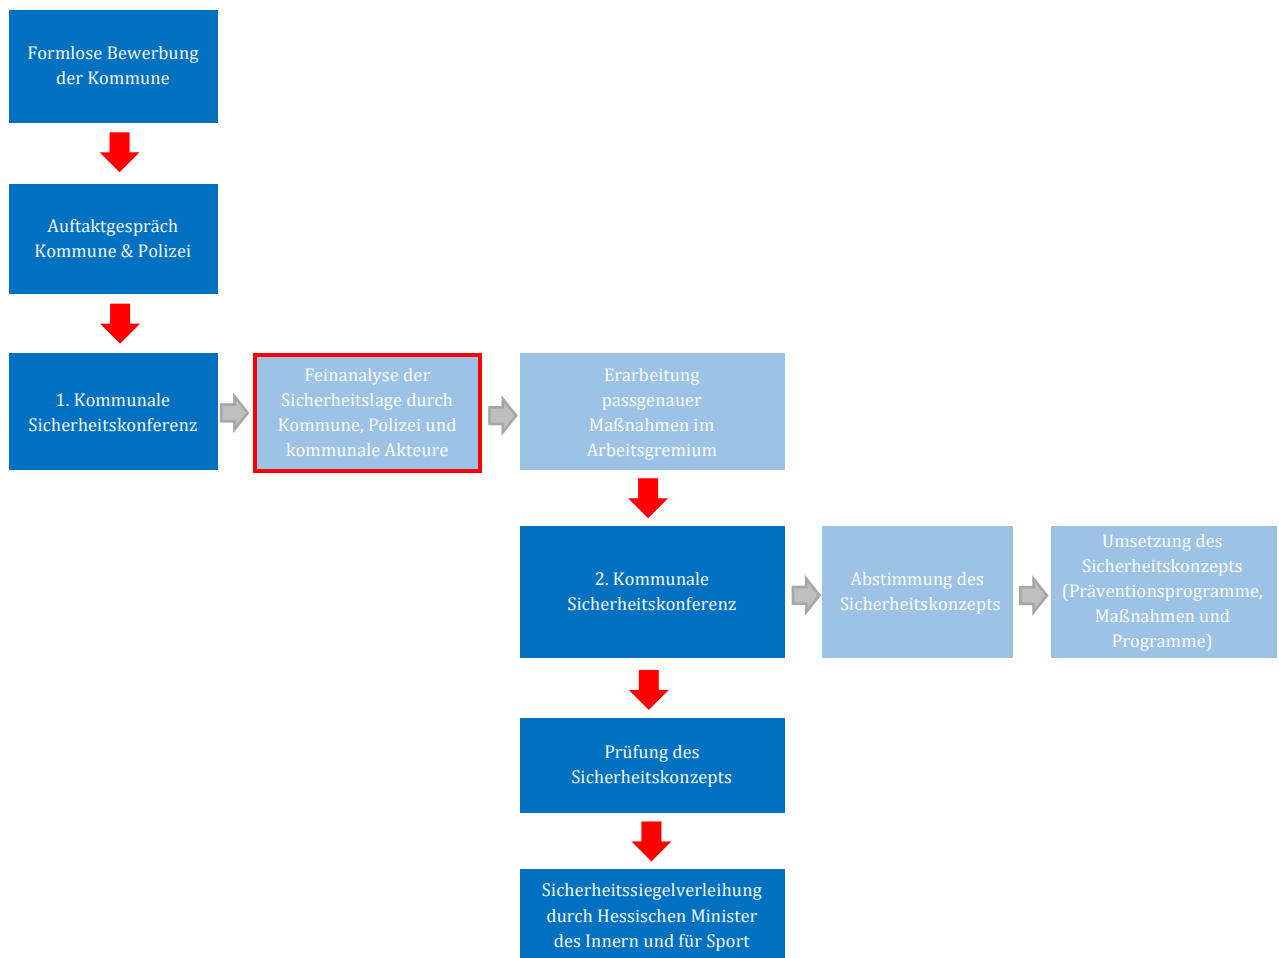 Formlose Bewerbung
der Kommune
Auftaktgespräch
Kommune & Polizei
1. Kommunale
Sicherheitskonferenz
Feinanalyse der
Sicherheitslage durch
Kommune, Polizei und
kommunale Akteure
Erarbeitung
passgenauer
Maßnahmen im
Arbeitsgremium
2. Kommunale
Sicherheitskonferenz
Abstimmung des
Sicherheitskonzepts
Umsetzung des
Sicherheitskonzepts
(Präventionsprogramme,
Maßnahmen und
Programme)
Prüfung des
Sicherheitskonzepts
Sicherheitssiegelverleihung
durch Hessischen Minister
des Innern und für Sport